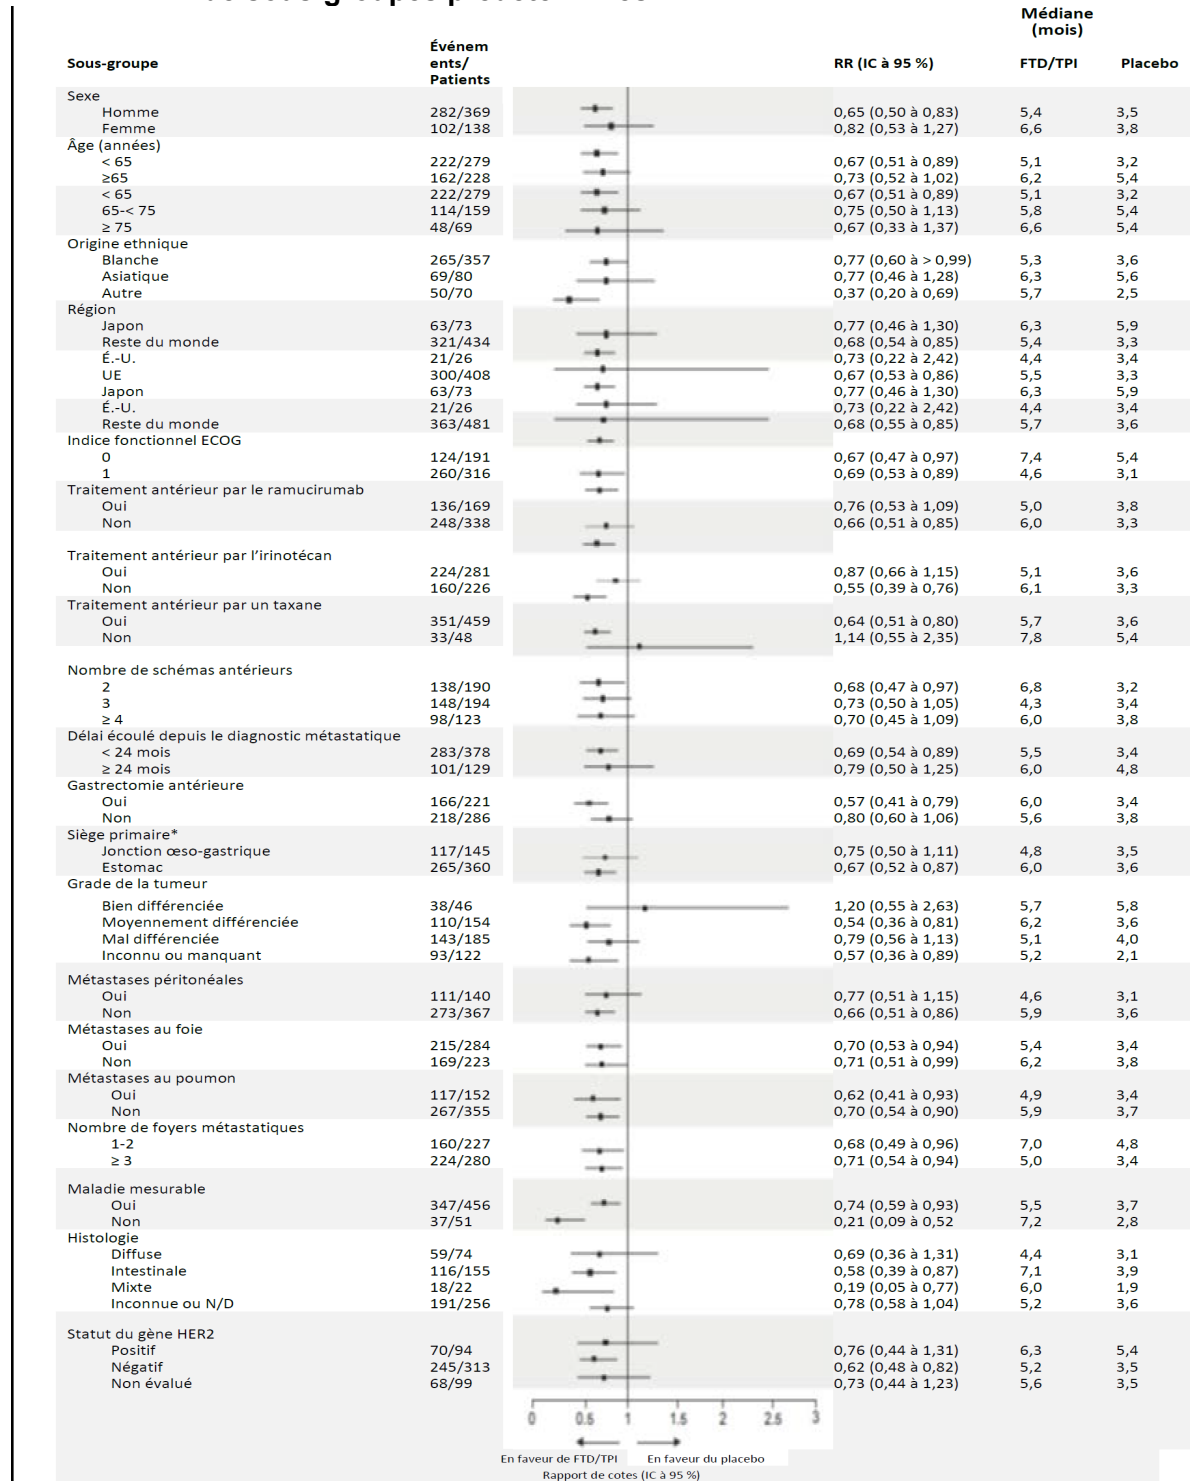 Médiane
(mois)
Sous-groupe Événem ents/ Patients RR (IC à 95 %) FTD/TPI Placebo
Sexe
Homme 282/369 0,65 (0,50 à 0,83) 5,4 3,5
Femme 102/138 0,82 (0,53 à 1,27) 6,6 3,8
Âge (années)
< 65 222/279 0,67 (0,51 à 0,89) 5,1 3,2
≥65 162/228 0,73 (0,52 à 1,02) 6,2 5,4
< 65 222/279 0,67 (0,51 à 0,89) 5,1 3,2
65-< 75 114/159 0,75 (0,50 à 1,13) 5,8 5,4
≥ 75 48/69 0,67 (0,33 à 1,37) 6,6 5,4
Origine ethnique
Blanche 265/357 0,77 (0,60 à > 0,99) 5,3 3,6
Asiatique 69/80 0,77 (0,46 à 1,28) 6,3 5,6
Autre 50/70 0,37 (0,20 à 0,69) 5,7 2,5
Région
Japon 63/73 0,77 (0,46 à 1,30) 6,3 5,9
Reste du monde 321/434 0,68 (0,54 à 0,85) 5,4 3,3
É.-U. 21/26 0,73 (0,22 à 2,42) 4,4 3,4
UE 300/408 0,67 (0,53 à 0,86) 5,5 3,3
Japon 63/73 0,77 (0,46 à 1,30) 6,3 5,9
É.-U. 21/26 0,73 (0,22 à 2,42) 4,4 3,4
Reste du monde 363/481 0,68 (0,55 à 0,85) 5,7 3,6
Indice fonctionnel ECOG
0 124/191 0,67 (0,47 à 0,97) 7,4 5,4
1 260/316 0,69 (0,53 à 0,89) 4,6 3,1
Traitement antérieur par le ramucirumab
Oui 136/169 0,76 (0,53 à 1,09) 5,0 3,8
Non 248/338 0,66 (0,51 à 0,85) 6,0 3,3
Traitement antérieur par l’irinotécan
Oui 224/281 0,87 (0,66 à 1,15) 5,1 3,6
Non 160/226 0,55 (0,39 à 0,76) 6,1 3,3
Traitement antérieur par un taxane
Oui 351/459 0,64 (0,51 à 0,80) 5,7 3,6
Non 33/48 1,14 (0,55 à 2,35) 7,8 5,4
Nombre de schémas antérieurs
2 138/190 0,68 (0,47 à 0,97) 6,8 3,2
3 148/194 0,73 (0,50 à 1,05) 4,3 3,4
≥ 4 98/123 0,70 (0,45 à 1,09) 6,0 3,8
Délai écoulé depuis le diagnostic métastatique
< 24 mois 283/378 0,69 (0,54 à 0,89) 5,5 3,4
≥ 24 mois 101/129 0,79 (0,50 à 1,25) 6,0 4,8
Gastrectomie antérieure
Oui 166/221 0,57 (0,41 à 0,79) 6,0 3,4
Non 218/286 0,80 (0,60 à 1,06) 5,6 3,8
Siège primaire*
Jonction œso-gastrique 117/145 0,75 (0,50 à 1,11) 4,8 3,5
Estomac 265/360 0,67 (0,52 à 0,87) 6,0 3,6
Grade de la tumeur
Bien différenciée 38/46 1,20 (0,55 à 2,63) 5,7 5,8
Moyennement différenciée 110/154 0,54 (0,36 à 0,81) 6,2 3,6
Mal différenciée 143/185 0,79 (0,56 à 1,13) 5,1 4,0
Inconnu ou manquant 93/122 0,57 (0,36 à 0,89) 5,2 2,1
Métastases péritonéales
Oui 111/140 0,77 (0,51 à 1,15) 4,6 3,1
Non 273/367 0,66 (0,51 à 0,86) 5,9 3,6
Métastases au foie
Oui 215/284 0,70 (0,53 à 0,94) 5,4 3,4
Non 169/223 0,71 (0,51 à 0,99) 6,2 3,8
Métastases au poumon
Oui 117/152 0,62 (0,41 à 0,93) 4,9 3,4
Non 267/355 0,70 (0,54 à 0,90) 5,9 3,7
Nombre de foyers métastatiques
1-2 160/227 0,68 (0,49 à 0,96) 7,0 4,8
≥ 3 224/280 0,71 (0,54 à 0,94) 5,0 3,4
Maladie mesurable
Oui 347/456 0,74 (0,59 à 0,93) 5,5 3,7
Non 37/51 0,21 (0,09 à 0,52 7,2 2,8
Histologie
Diffuse 59/74 0,69 (0,36 à 1,31) 4,4 3,1
Intestinale 116/155 0,58 (0,39 à 0,87) 7,1 3,9
Mixte 18/22 0,19 (0,05 à 0,77) 6,0 1,9
Inconnue ou N/D 191/256 0,78 (0,58 à 1,04) 5,2 3,6
Statut du gène HER2
Positif 70/94 0,76 (0,44 à 1,31) 6,3 5,4
Négatif 245/313 0,62 (0,48 à 0,82) 5,2 3,5
Non évalué 68/99 0,73 (0,44 à 1,23) 5,6 3,5
0 0.5 1 1.5 2 2.5 3
En faveur de FTD/TPI En faveur du placebo
Rapport de cotes (IC à 95 %)